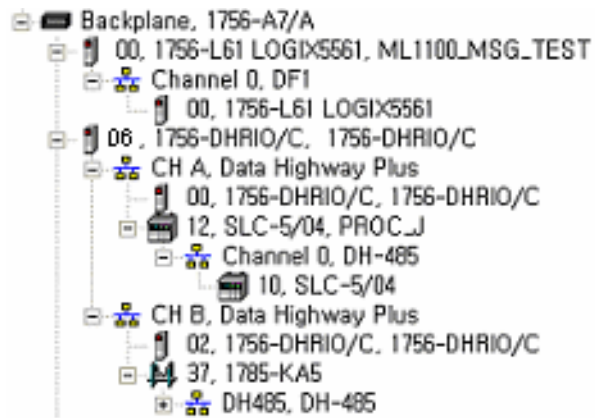 Backplane, 1756-A7/A
00, 1756-L61 LOGIX5561, ML1100_MSG_TEST
Channel 0, DF1
00, 1756-L61 LOGIX5561
06 , 1756-DHRIO/C, 1756-DHRIO/C
CH A, Data Highway Plus
00, 1756-DHRIO/C, 1756-DHRIO/C
12, SLC-5/04, PROC_J
Channel 0, DH-485
10, SLC-5/04
CH B, Data Highway Plus
02, 1756-DHRIO/C, 1756-DHRIO/C
37, 1785-KA5
DH485, DH-485